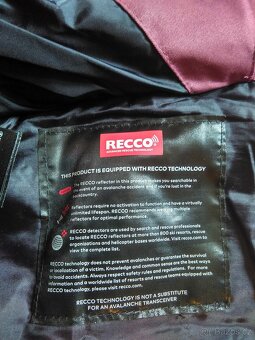 RECCO
ADVANCED RESCUE TECHNOLOGY
THIS PRODUCT IS EQUIPPED WITH RECCO TECHNOLOGY
The RECCO reflector in this product makes you searchable in the
event of an avalanche accident and if you're lost in the
Reflectors require no activation to function and have a virtually
unlimited lifespan. RECCO recommends wearing multiple
reflectors for optimal performance.
RECCO detectors are used by search and rescue professionals
to locate RECCO reflectors at more than 800 ski resorts, rescue
organisations and helicopter bases worldwide. Visit recco.com to
view the complete list.
RECCO technology does not prevent avalanches or guarantee the survival
or localisation of a victim. Knowledge and common sense are the best ways
to avoid accidents. Always respect safety rules and regulations. For more
information and a worldwide list of resorts and rescue teams equipped with
RECCO technology, please visit recco.com.
RECCO TECHNOLOGY IS NOT A SUBSTITUTE
FOR AN AVALANCHE TRANSCEIVER